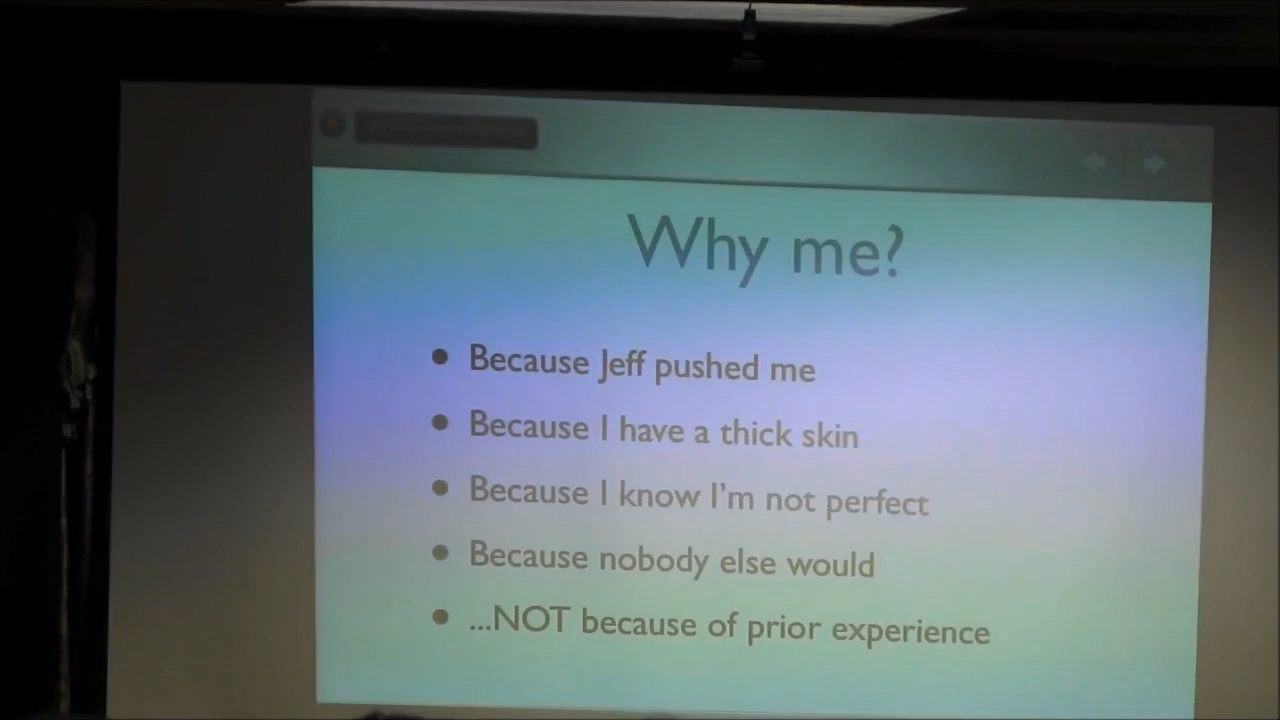 Why me?
• Because Jeff pushed me
• Because I have a thick skin
• Because I know I'm not perfect
• Because nobody else would
• ...NOT because of prior experience